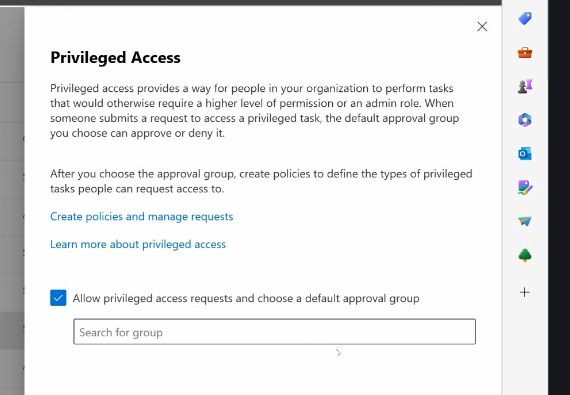 Privileged Access
Privileged access provides a way for people in your organization to perform tasks
that would otherwise require a higher level of permission or an admin role. When
someone submits a request to access a privileged task, the default approval group
you choose can approve or deny it.
After you choose the approval group, create policies to define the types of privileged
tasks people can request access to.
Create policies and manage requests
Learn more about privileged access
Allow privileged access requests and choose a default approval group
Search for group